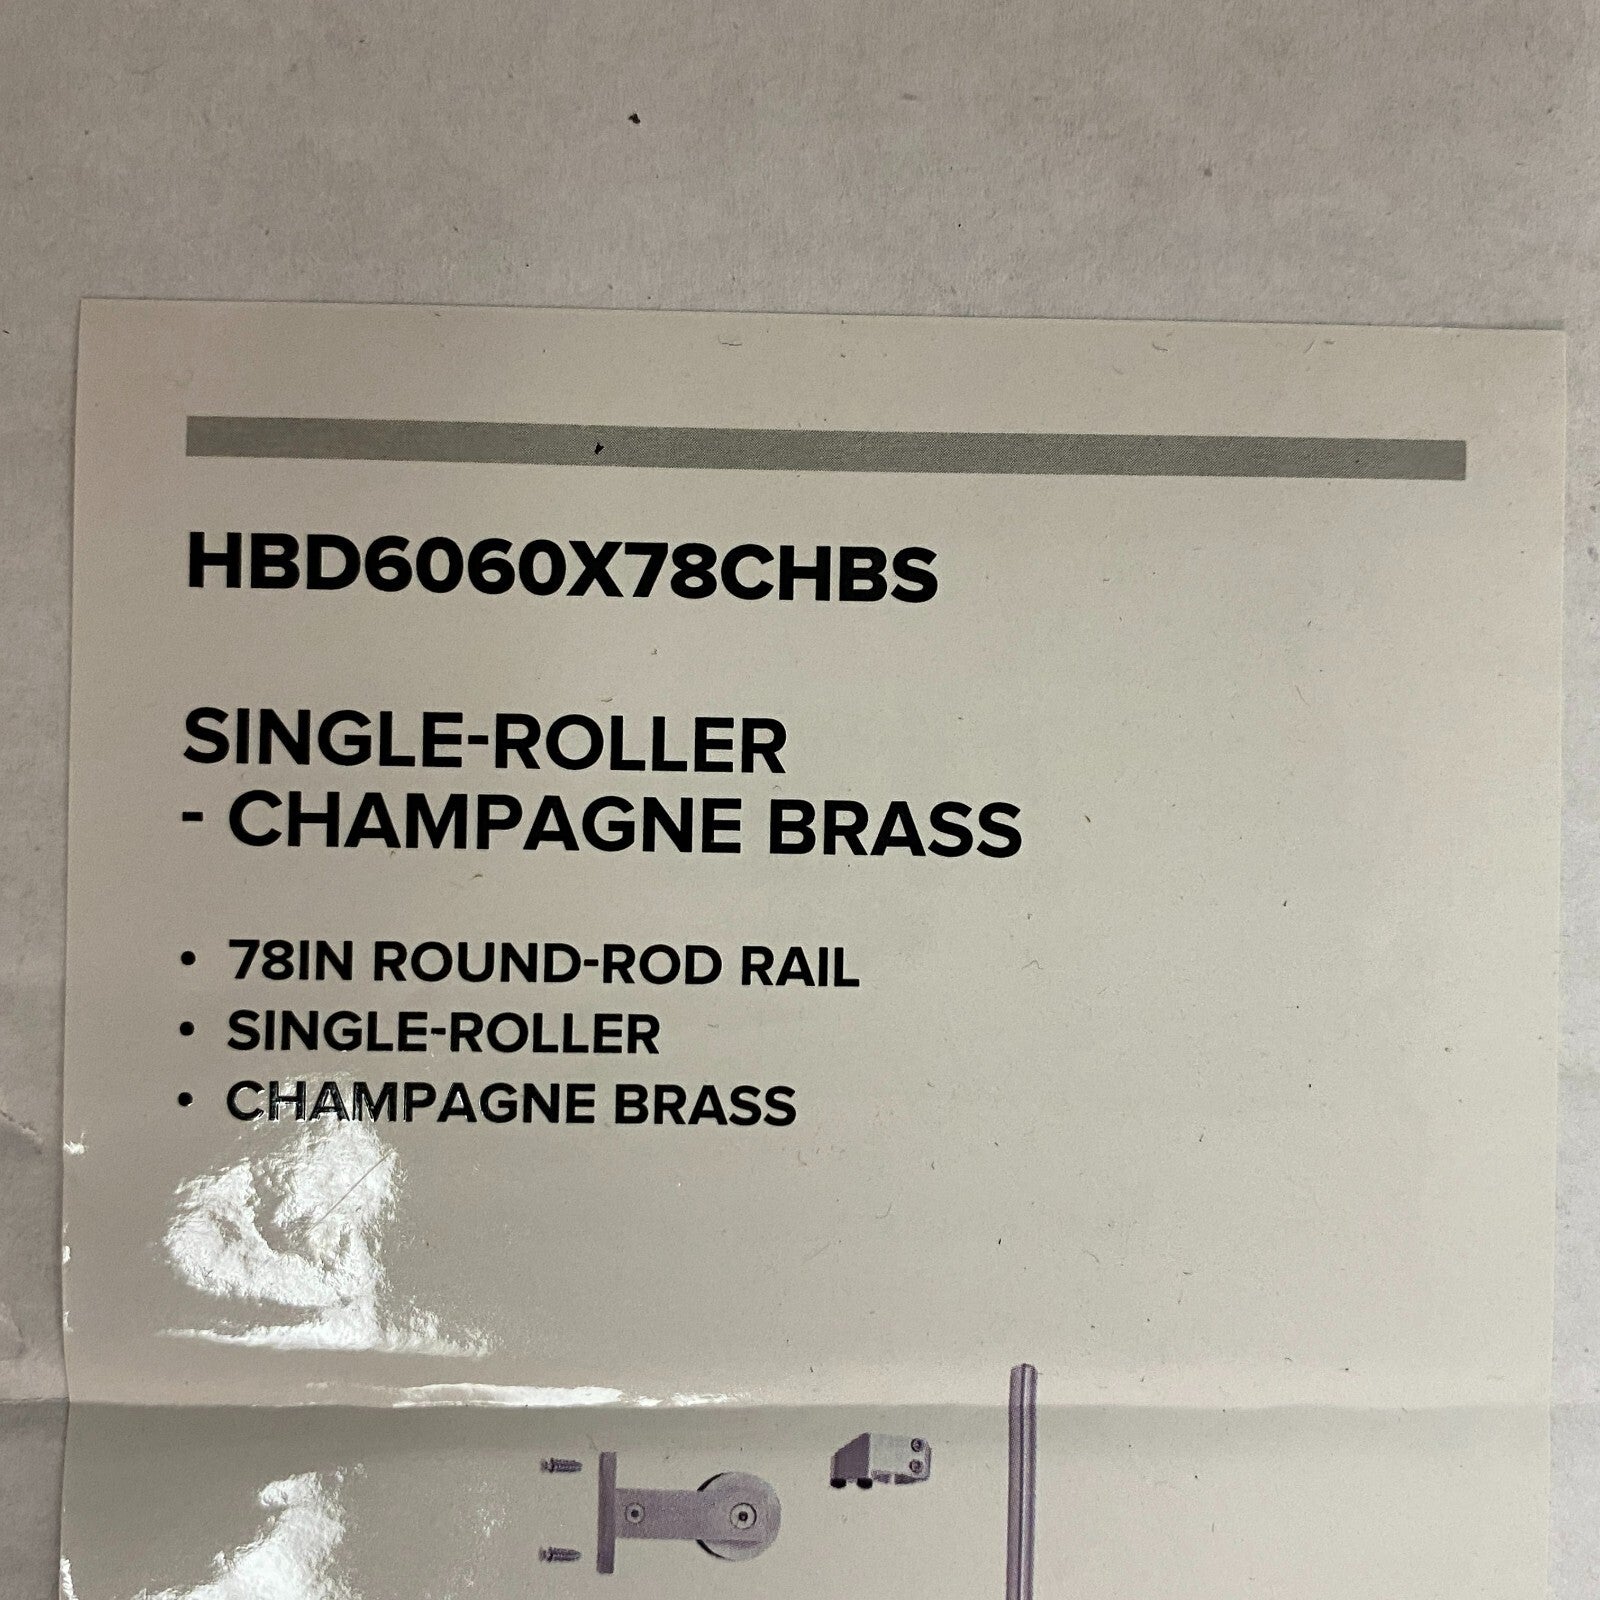 HBD6060X78CHBS
SINGLE-ROLLER
- CHAMPAGNE BRASS
• 78IN ROUND-ROD RAIL
• SINGLE-ROLLER
• CHAMPAGNE BRASS